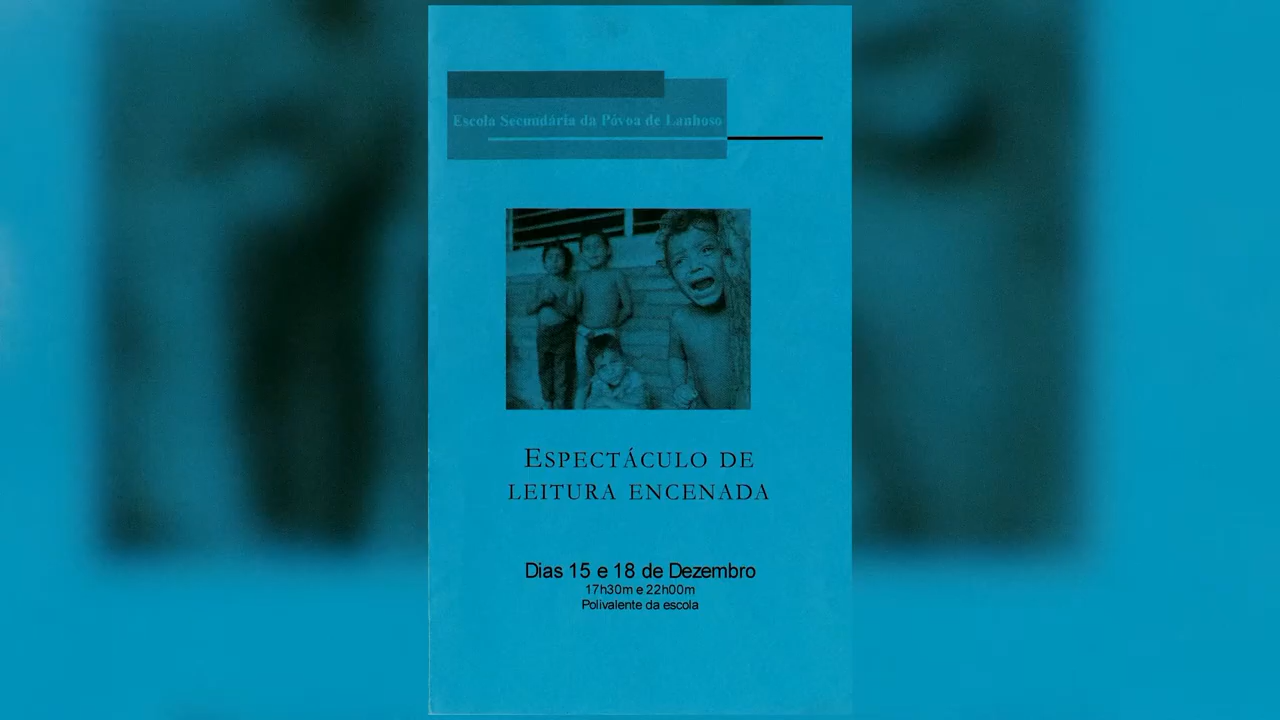 Escola Secundária da Póvoa de Lanhoso
ESPECTÁCULO DE
LEITURA ENCENADA
Dias 15 e 18 de Dezembro
17h30m e 22h00m
Polivalente da escola